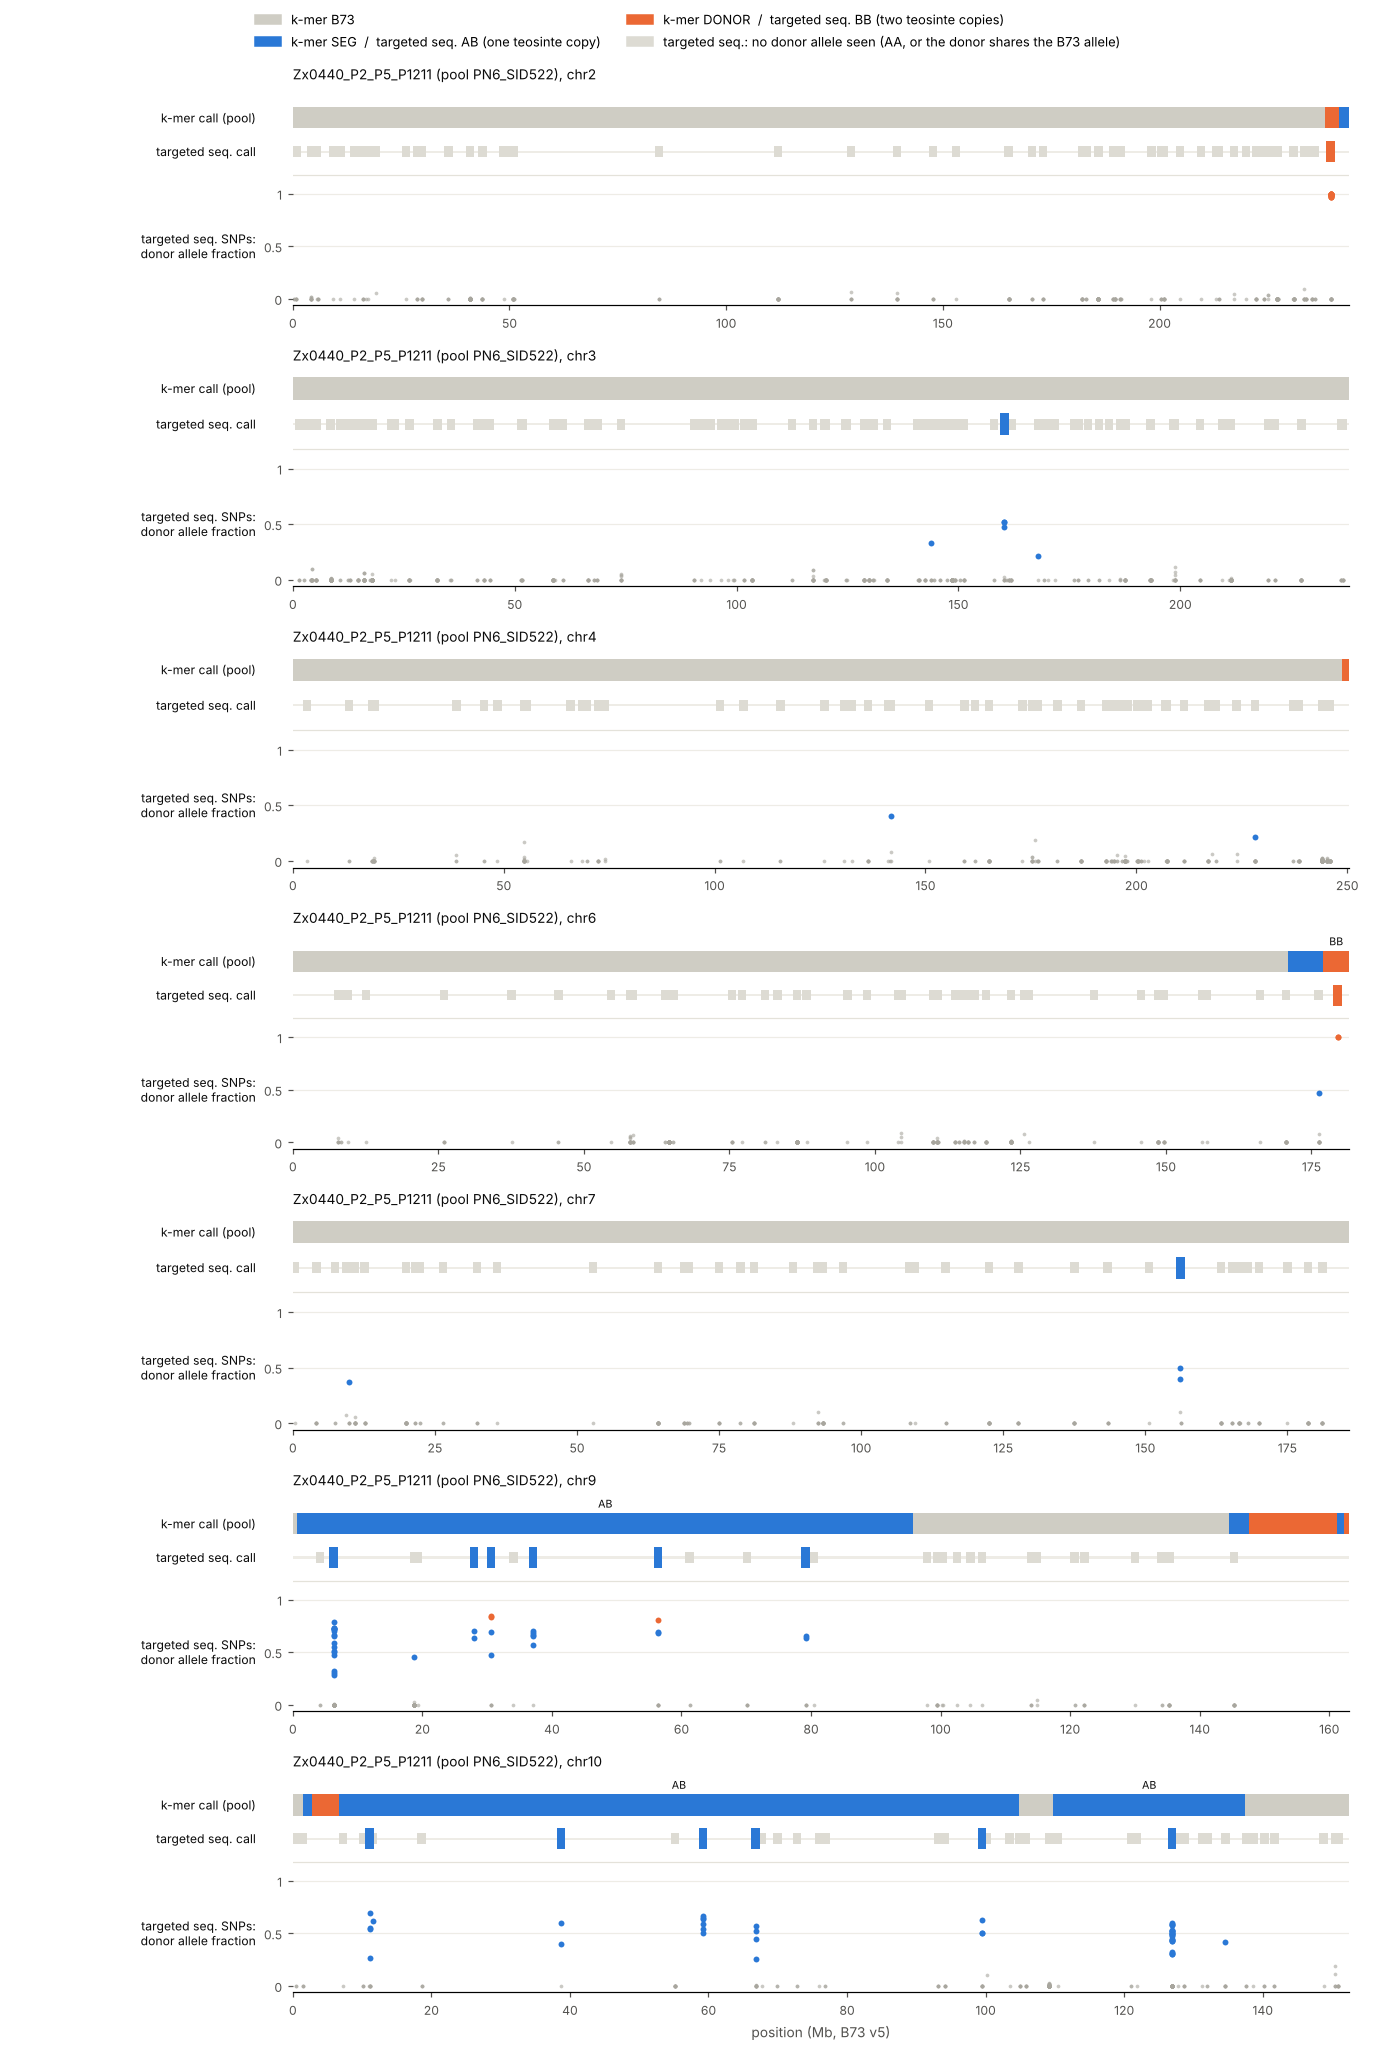 k-mer B73
k-mer DONOR / targeted seq. BB (two teosinte copies)
k-mer SEG / targeted seq. AB (one teosinte copy)
targeted seq.: no donor allele seen (AA, or the donor shares the B73 allele)
Zx0440_P2_P5_P1211 (pool PN6_SID522), chr2
k-mer call (pool)
targeted seq. call
1
targeted seq. SNPs:
donor allele fraction
0.5
0
0 50 100 150 200
Zx0440_P2_P5_P1211 (pool PN6_SID522), chr3
k-mer call (pool)
targeted seq. call
1
targeted seq. SNPs:
donor allele fraction
0.5
0
0 50 100 150 200
Zx0440_P2_P5_P1211 (pool PN6_SID522), chr4
k-mer call (pool)
targeted seq. call
1
targeted seq. SNPs:
donor allele fraction
0.5
0
0 50 100 150 200 250
Zx0440_P2_P5_P1211 (pool PN6_SID522), chr6
BB
k-mer call (pool)
targeted seq. call
1
targeted seq. SNPs:
donor allele fraction
0.5
0
0 25 50 75 100 125 150 175
Zx0440_P2_P5_P1211 (pool PN6_SID522), chr7
k-mer call (pool)
targeted seq. call
1
targeted seq. SNPs:
donor allele fraction
0.5
0
0 25 50 75 100 125 150 175
Zx0440_P2_P5_P1211 (pool PN6_SID522), chr9
AB
k-mer call (pool)
targeted seq. call
1
targeted seq. SNPs:
donor allele fraction
0.5
0
0 20 40 60 80 100 120 140 160
Zx0440_P2_P5_P1211 (pool PN6_SID522), chr10
AB AB
k-mer call (pool)
targeted seq. call
1
targeted seq. SNPs:
donor allele fraction
0.5
0
0 20 40 60 80 100 120 140
position (Mb, B73 v5)